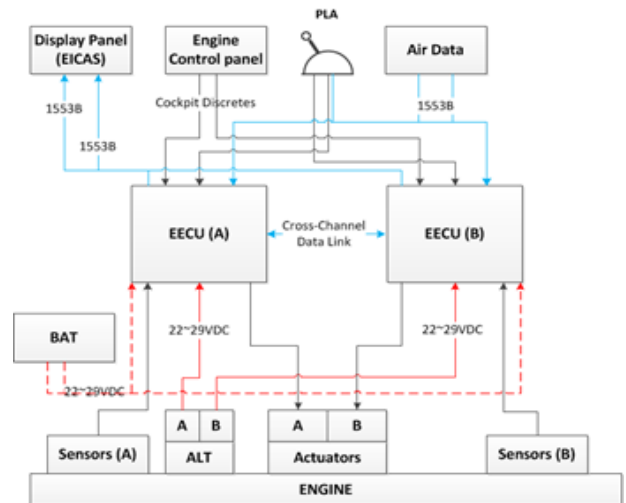 PLA
Display Panel
(EICAS)
Engine
Control panel
Air Data
1553B
1553B
Cockpit Discretes
1553B
EECU (A)
Cross-Channel
Data Link
EECU (B)
BAT
22~29VDC
22~29VDC
22~29VDC
A
B
A
B
Sensors (A)
ALT
Actuators
Sensors (B)
ENGINE